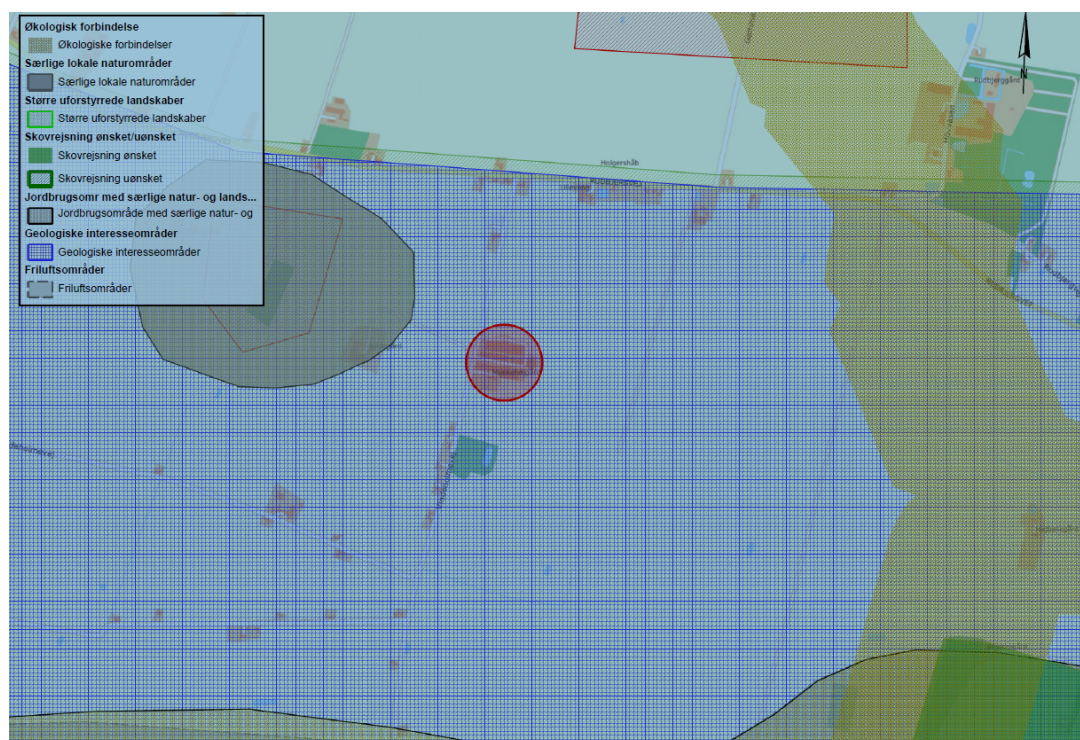 Økologisk forbindelse
Økologiske forbindelser
Særlige lokale naturområder
Særlige lokale naturområder
Større uforstyrrede landskaber
Større uforstyrrede landskaber
Skovrejsning ønsket/uønsket
Skovrejsning ønsket
Skovrejsning uønsket
Jordbrugsomr med særlige natur- og lands...
Jordbrugsområde med særlige natur- og
Geologiske interesseområder
Geologiske interesseområder
Friluftsområder
Friluftsområder
N
Rudbjerggård
Holgershåb